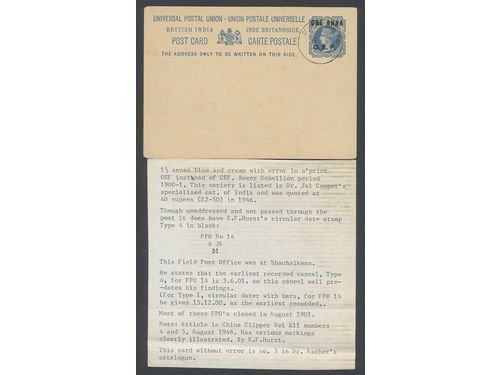 UNIVERSAL POSTAL UNION - UNION POSTALE UNIVERSELLE
BRITISH INDIA INDE BRITANNIQUE
POST CARD CARTE POSTALE
THE ADDRESS ONLY TO BE WRITTEN ON THIS SIDE.
ONE ANNA
O.E.F.
1½ annas blue and cream with error in o'print
OEF instead of CEF. Boxer Rebellion period
1900-1. This variety is listed in Dr. Jal Cooper's
specialised cat. of India and was quoted at
40 rupees (£2-50) in 1946.
Though unaddressed and not passed through the post
it does have E.F.Hurst's circular date stamp
Type 4 in black:
FPO No 14
6 JA
01
This Field Post Office was at Shauhaikwan.
He states that the earliest recorded cancel, Type
4, for FPO 14 is 3.6.01. so this cancel well pre-
dates his findings.
(For Type 1, circular dater with bars, for FPO 14
he gives 15.12.00. as the earliest recorded..
Most of these FPO's closed in August 1901.
Note: Article in China Clipper Vol X11 numbers
4 and 5, August 1948. Has various markings
clearly illustrated. By E.F.Hurst.
This card without error is no. 3 in Dr. Ascher's
catalogue.